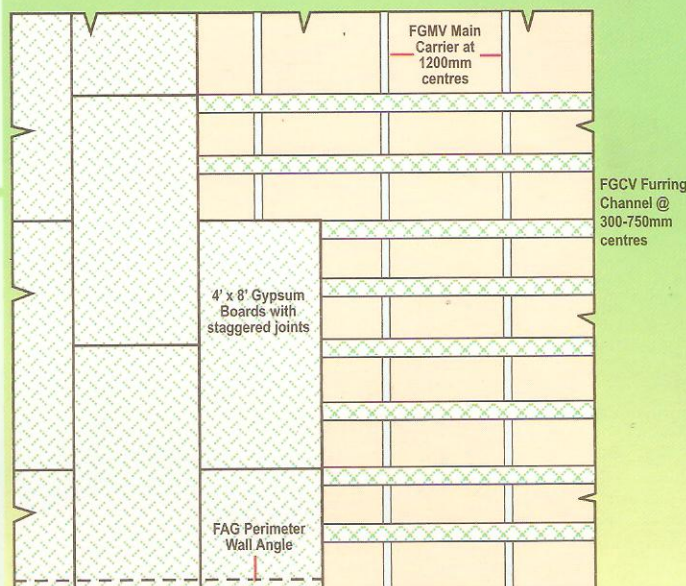 FGMV Main
Carrier at
1200mm
centres
FGCV Furring
Channel @
300-750mm
centres
4' x 8' Gypsum
Boards with
staggered joints
FAG Perimeter
Wall Angle